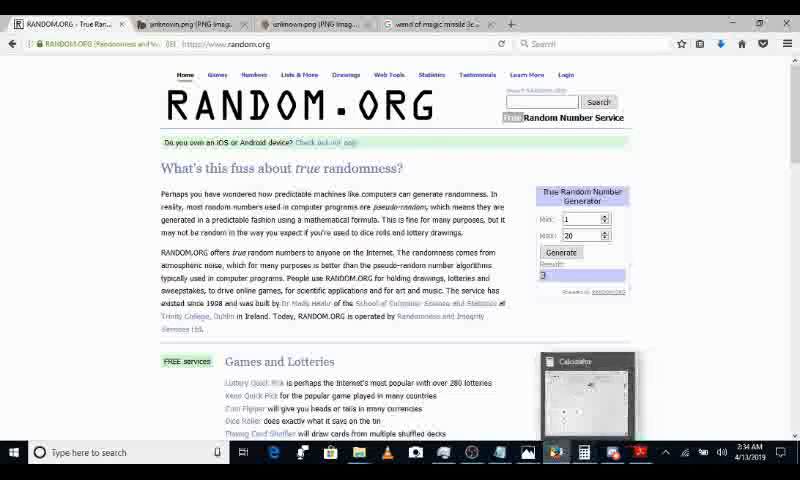 RANDOM.ORG - True Ran...
unknown.png (PNG Imag...
unknown.png (PNG Imag...
wand of magic missile 3e
RANDOM.ORG (Randomness and
https://www.random.org
Search
Home Games Numbers Lists & More Drawings Web Tools Statistics Testimonials Learn More Login
RANDOM.ORG
Search RANDOM.ORG
Search
True Random Number Service
Do you own an iOS or Android device? Check out our app
What's this fuss about true randomness?
Perhaps you have wondered how predictable machines like computers can generate randomness. In
reality, most random numbers used in computer programs are pseudo-random, which means they are
generated in a predictable fashion using a mathematical formula. This is fine for many purposes, but it
may not be random in the way you expect if you're used to dice rolls and lottery drawings.
RANDOM.ORG offers true random numbers to anyone on the Internet. The randomness comes from
atmospheric noise, which for many purposes is better than the pseudo-random number algorithms
typically used in computer programs. People use RANDOM.ORG for holding drawings, lotteries and
sweepstakes, to drive online games, for scientific applications and for art and music. The service has
existed since 1998 and was built by Dr Mads Haahr of the School of Computer Science and Statistics at
Trinity College, Dublin in Ireland. Today, RANDOM.ORG is operated by Randomness and Integrity
Services Ltd.
True Random Number
Generator
Min: 1
Max: 20
Generate
Result:
3
Powered by RANDOM.ORG
FREE services
Games and Lotteries
Lottery Quick Pick is perhaps the Internet's most popular with over 280 lotteries
Keno Quick Pick for the popular game played in many countries
Coin Flipper will give you heads or tails in many currencies
Dice Roller does exactly what it says on the tin
Playing Card Shuffler will draw cards from multiple shuffled decks
Calculator
Type here to search
2:34 AM
4/13/2019